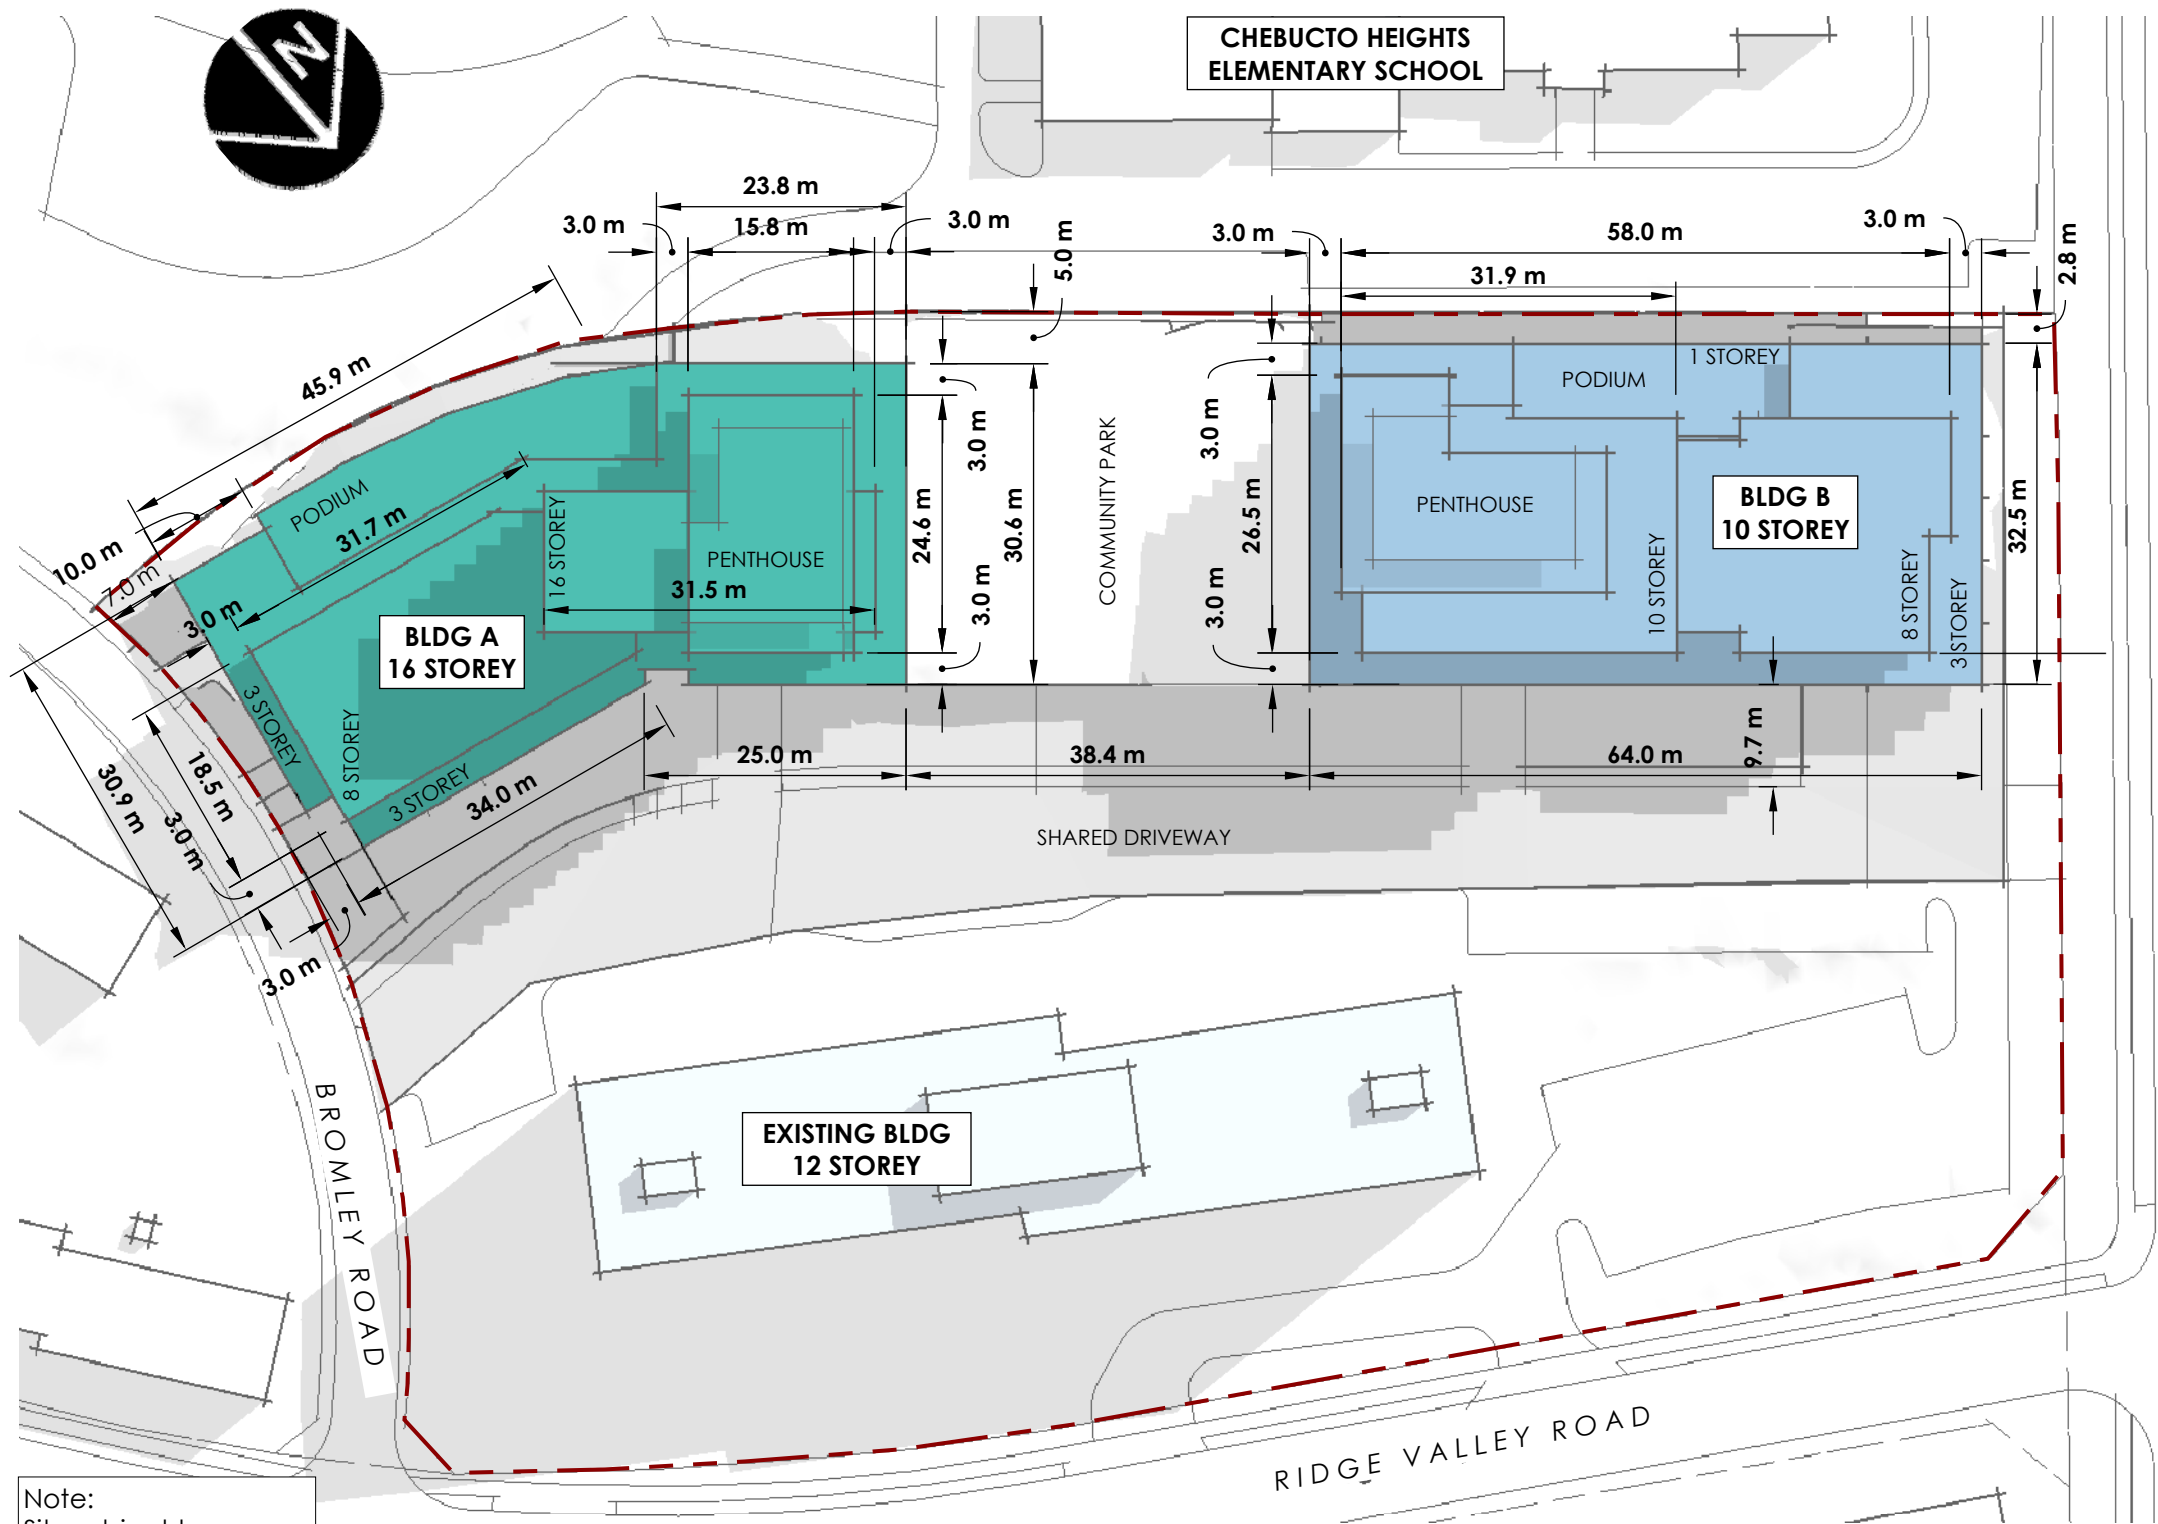 N
CHEBUCTO HEIGHTS
ELEMENTARY SCHOOL
23.8 m
3.0 m
15.8 m
3.0 m
5.0 m
3.0 m
58.0 m
3.0 m
2.8 m
31.9 m
45.9 m
1 STOREY
PODIUM
PODIUM
31.7 m
10.0 m
7.0 m
3.0 m
16 STOREY
PENTHOUSE
31.5 m
24.6 m
30.6 m
3.0 m
3.0 m
COMMUNITY PARK
3.0 m
26.5 m
3.0 m
PENTHOUSE
10 STOREY
BLDG B
10 STOREY
8 STOREY
3 STOREY
32.5 m
BLDG A
16 STOREY
3 STOREY
8 STOREY
3 STOREY
34.0 m
30.9 m
18.5 m
3.0 m
3.0 m
25.0 m
38.4 m
64.0 m
9.7 m
SHARED DRIVEWAY
EXISTING BLDG
12 STOREY
BROMLEY ROAD
RIDGE VALLEY ROAD
Note: